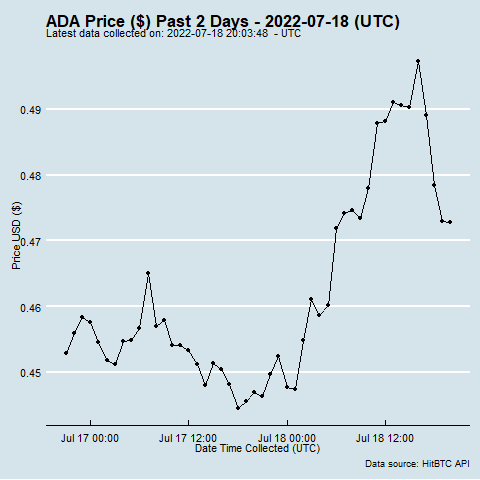 ADA Price ($) Past 2 Days - 2022-07-18 (UTC)
Latest data collected on: 2022-07-18 20:03:48  - UTC
Price USD ($)
0.49
0.48
0.47
0.46
0.45
Jul 17 00:00
Jul 17 12:00
Jul 18 00:00
Jul 18 12:00
Date Time Collected (UTC)
Data source: HitBTC API